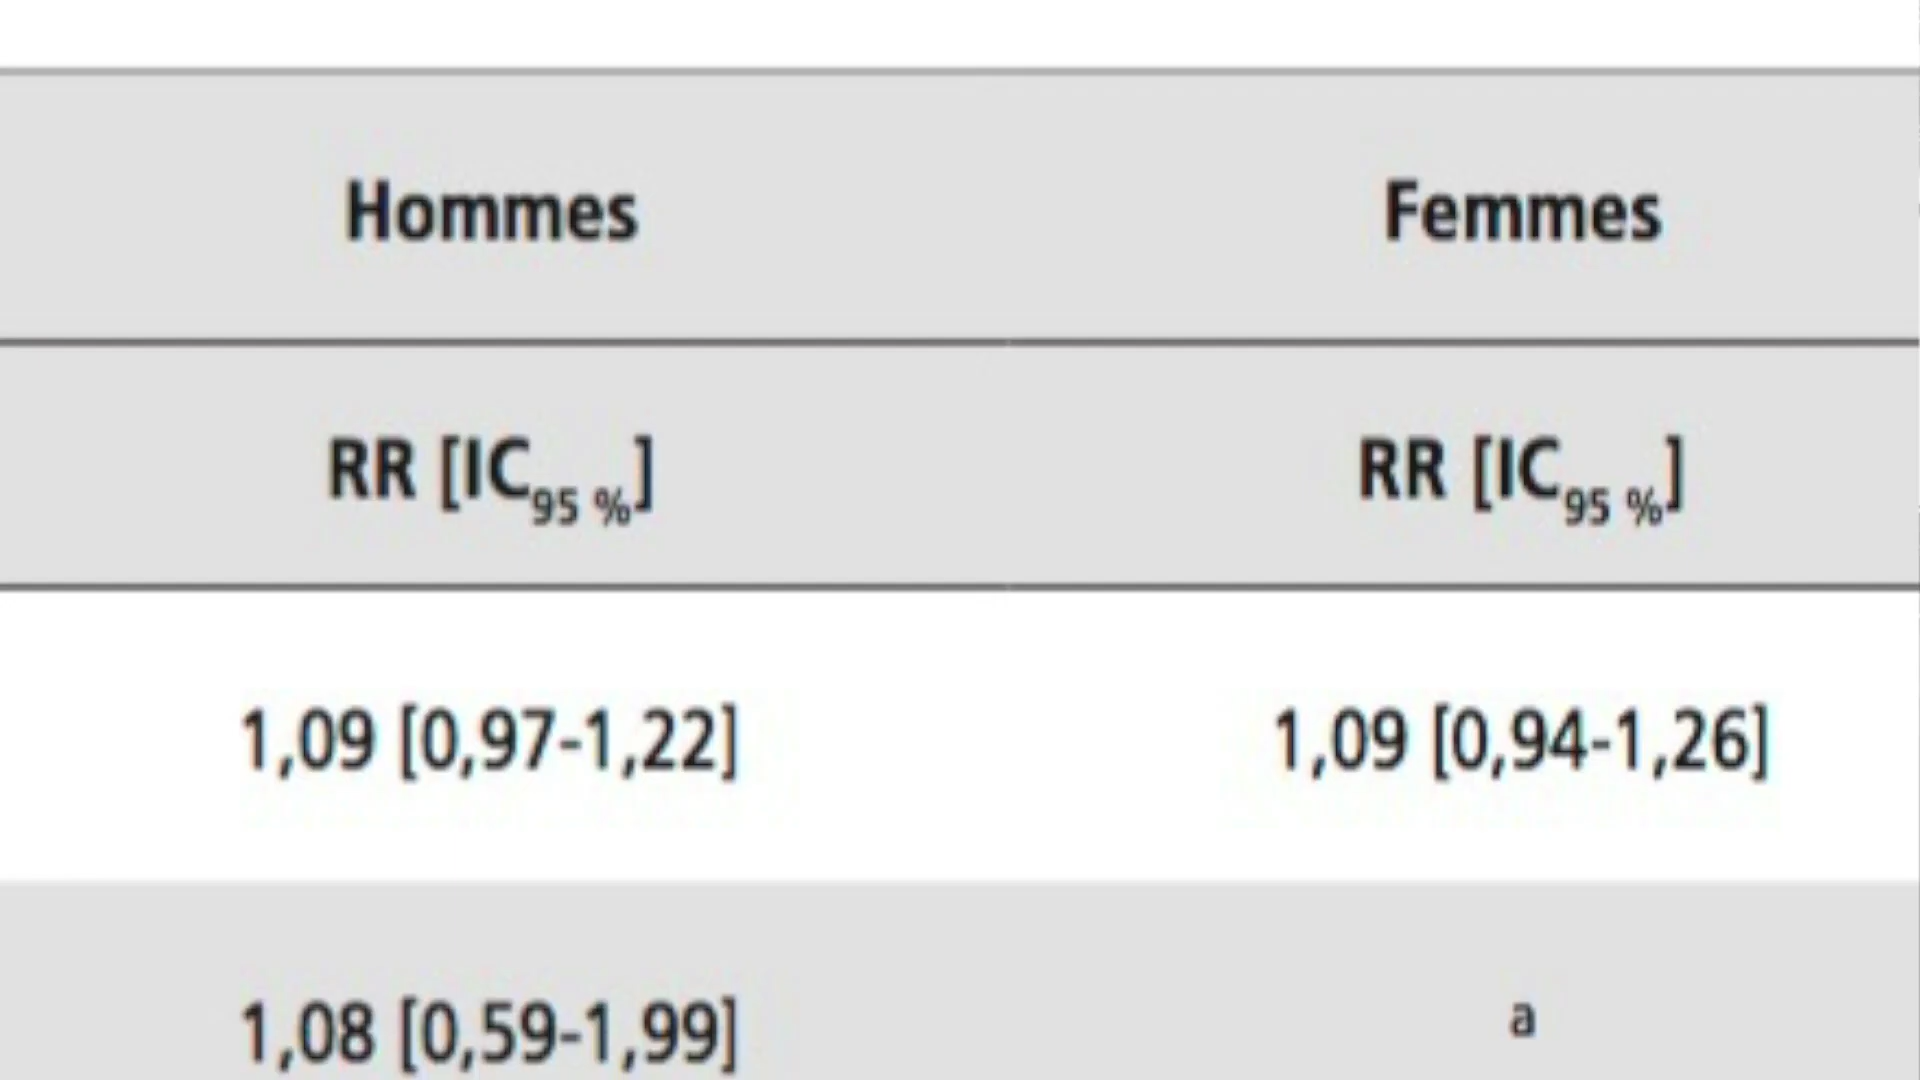 Hommes Femmes
RR [IC95 %] RR [IC95 %]
1,09 [0,97-1,22] 1,09 [0,94-1,26]
1,08 [0,59-1,99] a